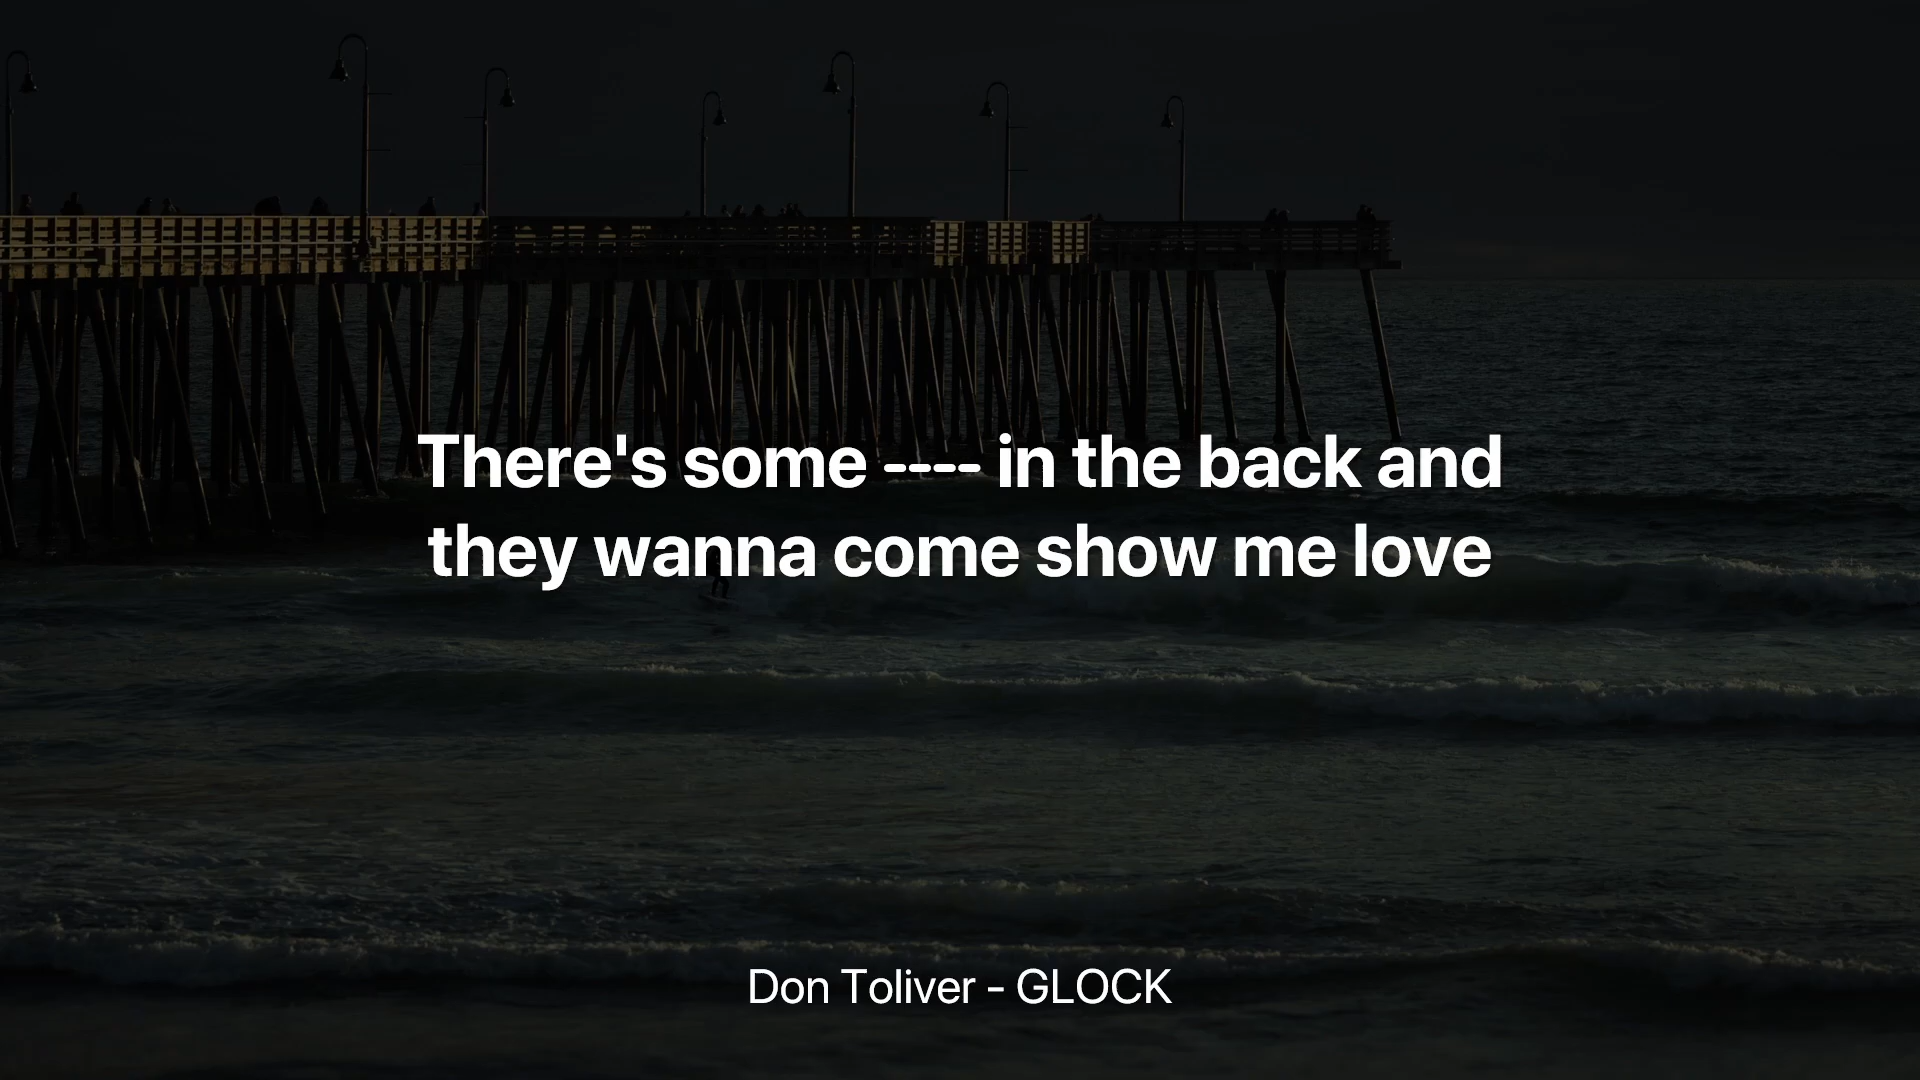 There's some ---- in the back and
they wanna come show me love
Don Toliver - GLOCK